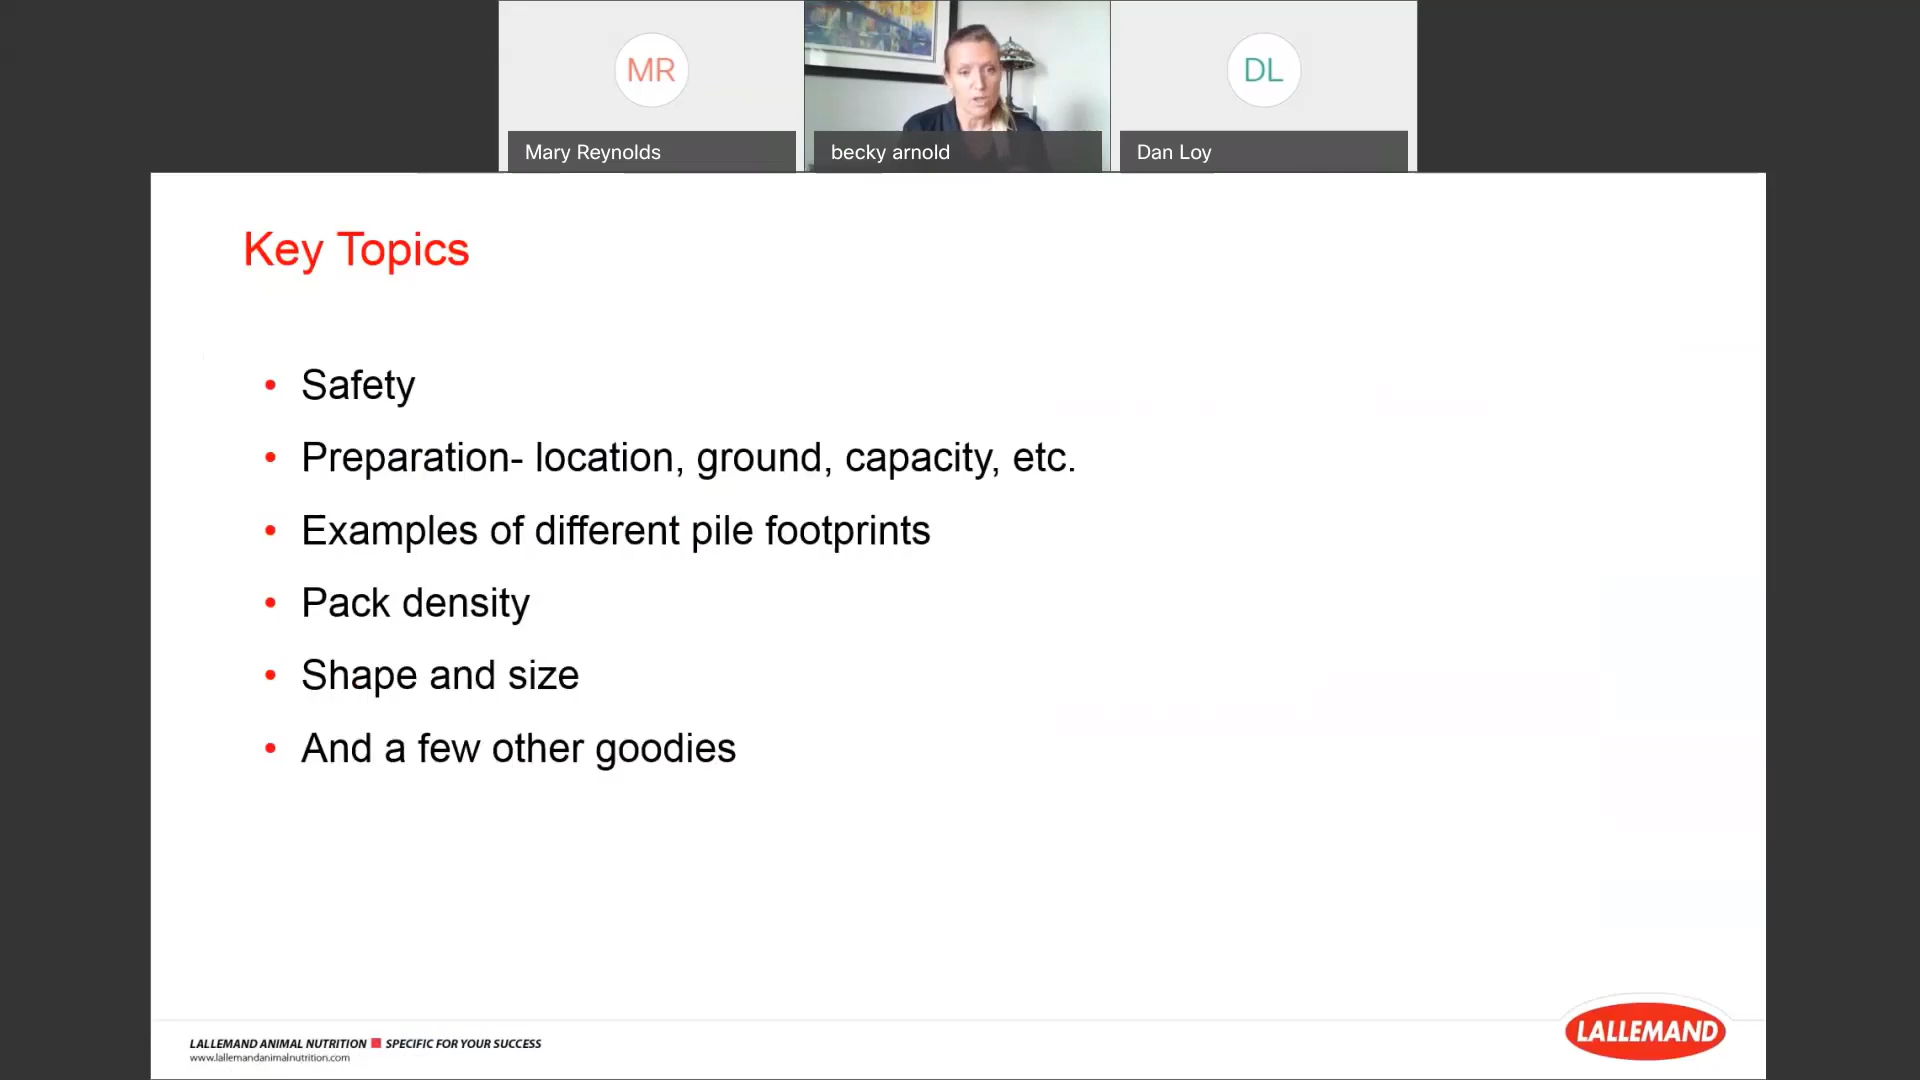 MR
DL
Mary Reynolds
becky arnold
Dan Loy
Key Topics
• Safety
• Preparation- location, ground, capacity, etc.
• Examples of different pile footprints
• Pack density
• Shape and size
• And a few other goodies
LALLEMAND ANIMAL NUTRITION SPECIFIC FOR YOUR SUCCESS
www.lallemandanimalnutrition.com
LALLEMAND